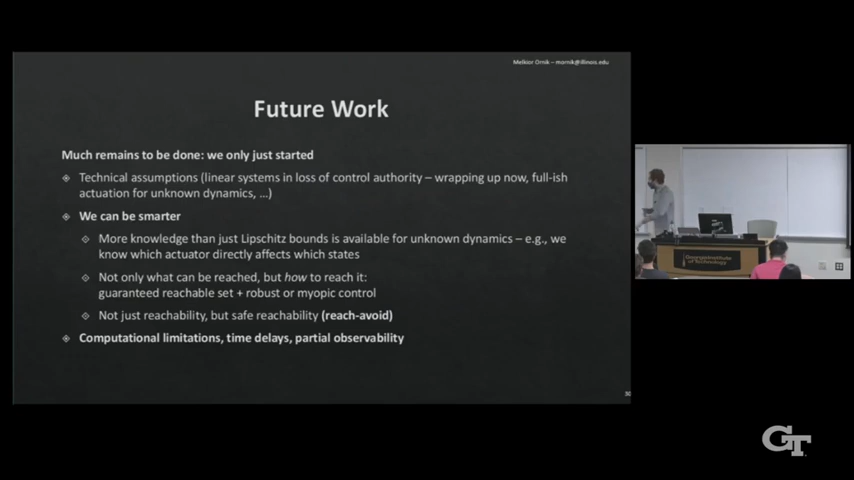 Melkior Ornik – mornik@illinois.edu
Future Work
Much remains to be done: we only just started
Technical assumptions (linear systems in loss of control authority – wrapping up now, full-ish
actuation for unknown dynamics, ...)
We can be smarter
More knowledge than just Lipschitz bounds is available for unknown dynamics – e.g., we
know which actuator directly affects which states
Not only what can be reached, but how to reach it:
guaranteed reachable set + robust or myopic control
Not just reachability, but safe reachability (reach-avoid)
Computational limitations, time delays, partial observability
Georgia Institute
of Technology
GT